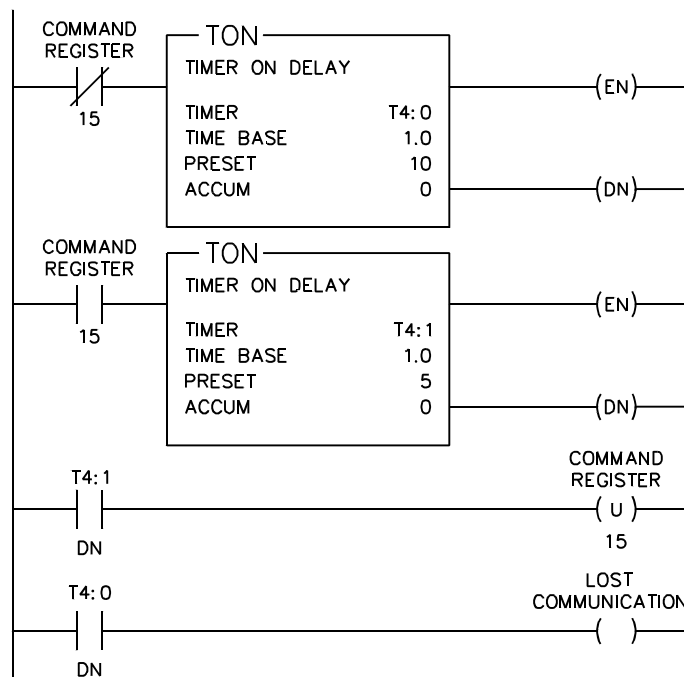 COMMAND
REGISTER
15
TON
TIMER ON DELAY
TIMER T4:0
TIME BASE 1.0
PRESET 10
ACCUM 0
(EN)
(DN)
COMMAND
REGISTER
15
TON
TIMER ON DELAY
TIMER T4:1
TIME BASE 1.0
PRESET 5
ACCUM 0
(EN)
(DN)
T4:1
DN
COMMAND
REGISTER
(U)
15
T4:0
DN
LOST
COMMUNICATION
( )